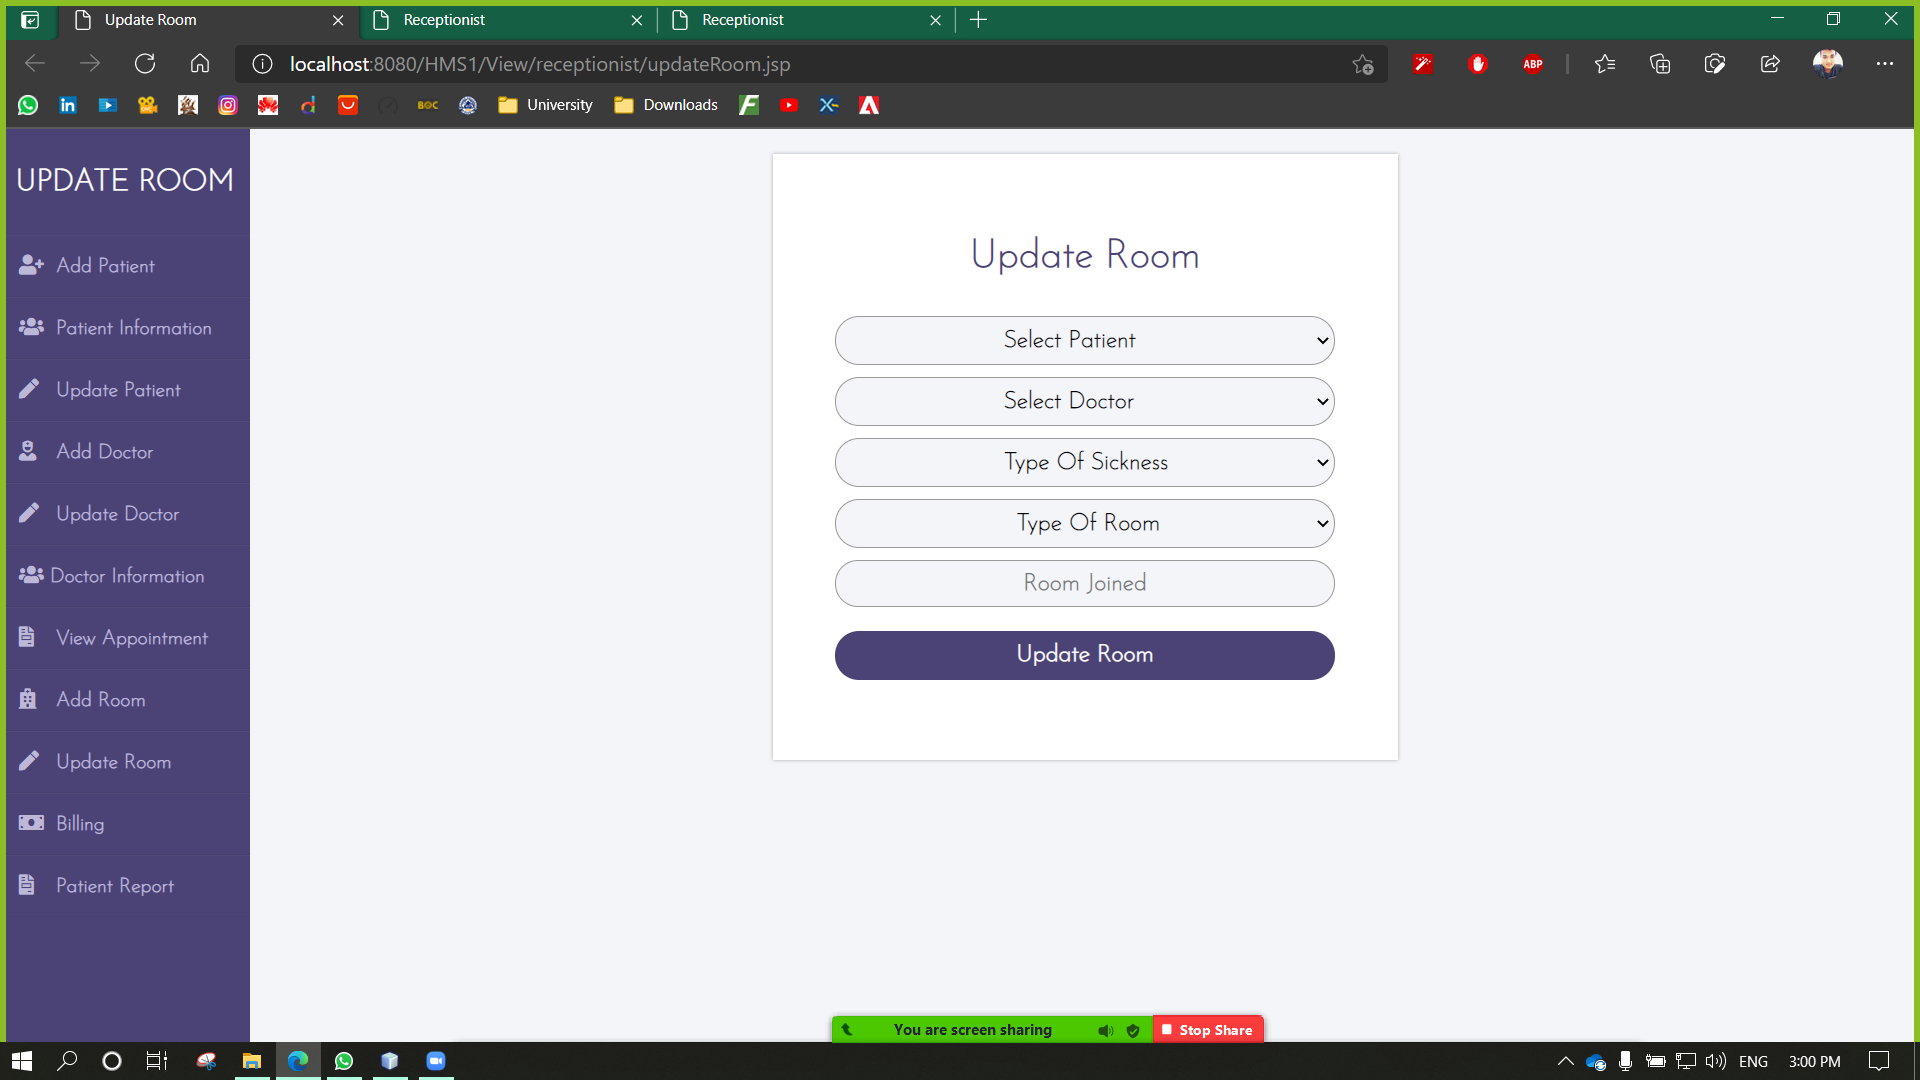 Update Room
Receptionist
Receptionist
localhost:8080/HMS1/View/receptionist/updateRoom.jsp
ABP
BOC
University
Downloads
UPDATE ROOM
Add Patient
Patient Information
Update Patient
Add Doctor
Update Doctor
Doctor Information
View Appointment
Add Room
Update Room
Billing
Patient Report
Update Room
Select Patient
Select Doctor
Type Of Sickness
Type Of Room
Room Joined
Update Room
You are screen sharing
Stop Share
ENG
3:00 PM